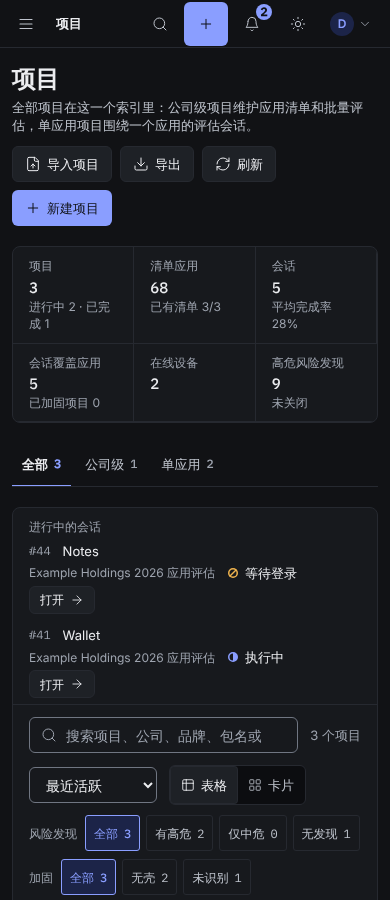 项目
2
D
项目
全部项目在这一个索引里：公司级项目维护应用清单和批量评
估，单应用项目围绕一个应用的评估会话。
导入项目 导出 刷新
新建项目
项目 清单应用 会话
3 68 5
进行中 2 · 已完 已有清单 3/3 平均完成率
成 1 28%
会话覆盖应用 在线设备 高危风险发现
5 2 9
已加固项目 0 未关闭
全部 3 公司级 1 单应用 2
进行中的会话
#44 Notes
Example Holdings 2026 应用评估 等待登录
打开
#41 Wallet
Example Holdings 2026 应用评估 执行中
打开
搜索项目、公司、品牌、包名或 3 个项目
最近活跃 表格 卡片
风险发现 全部 3 有高危 2 仅中危 0 无发现 1
加固 全部 3 无壳 2 未识别 1